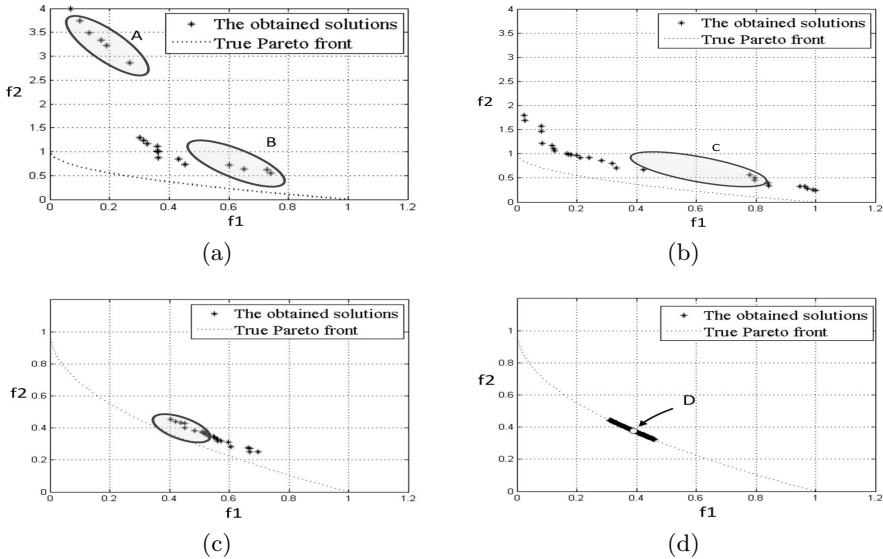 4
3.5
3
2.5
2
1.5
1
0.5
0
f2
A
B
The obtained solutions
True Pareto front
0 0.2 0.4 0.6 0.8 1 1.2
f1
(a)
4
3.5
3
2.5
2
1.5
1
0.5
0
f2
C
The obtained solutions
True Pareto front
0 0.2 0.4 0.6 0.8 1 1.2
f1
(b)
1
0.8
0.6
0.4
0.2
0
f2
The obtained solutions
True Pareto front
0 0.2 0.4 0.6 0.8 1 1.2
f1
(c)
1
0.8
0.6
0.4
0.2
0
f2
The obtained solutions
True Pareto front
D
0 0.2 0.4 0.6 0.8 1 1.2
f1
(d)